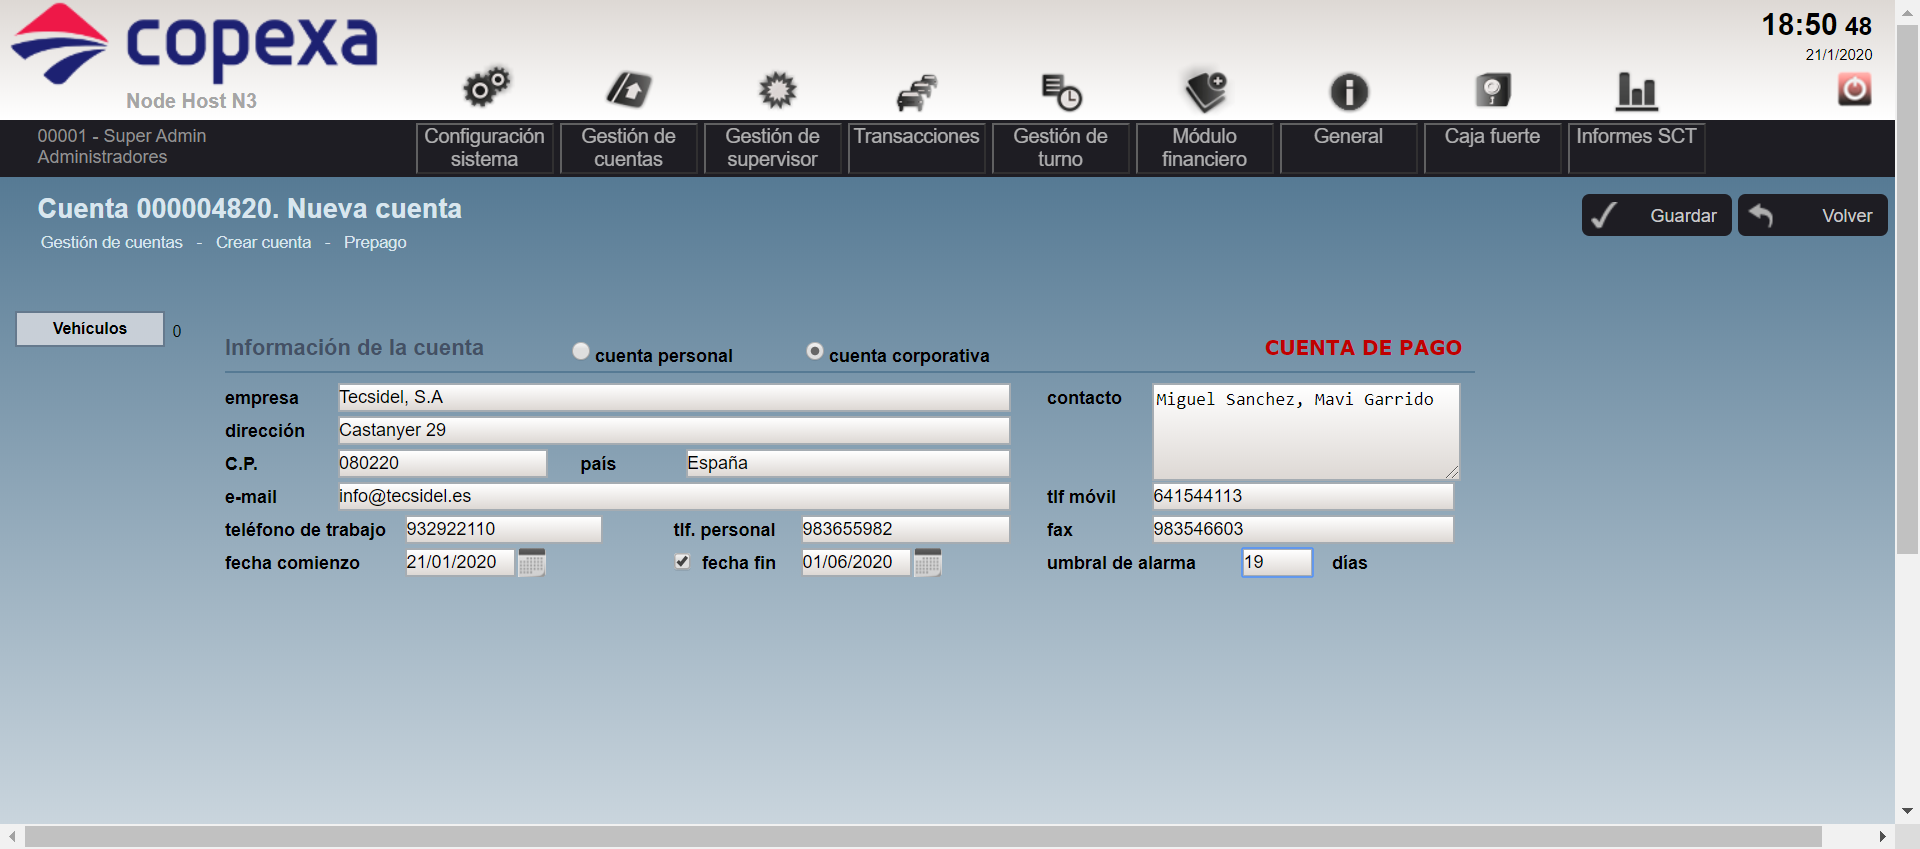 copexa
Node Host N3
18:50 48
21/1/2020
00001 - Super Admin
Administradores
Configuración sistema
Gestión de cuentas
Gestión de supervisor
Transacciones
Gestión de turno
Módulo financiero
General
Caja fuerte
Informes SCT
Cuenta 000004820. Nueva cuenta
Gestión de cuentas - Crear cuenta - Prepago
Guardar
Volver
Vehículos 0
Información de la cuenta
cuenta personal
cuenta corporativa
CUENTA DE PAGO
empresa Tecsidel, S.A
contacto Miguel Sanchez, Mavi Garrido
dirección Castanyer 29
C.P. 080220 país España
e-mail info@tecsidel.es tlf móvil 641544113
teléfono de trabajo 932922110 tlf. personal 983655982 fax 983546603
fecha comienzo 21/01/2020 fecha fin 01/06/2020 umbral de alarma 19 días